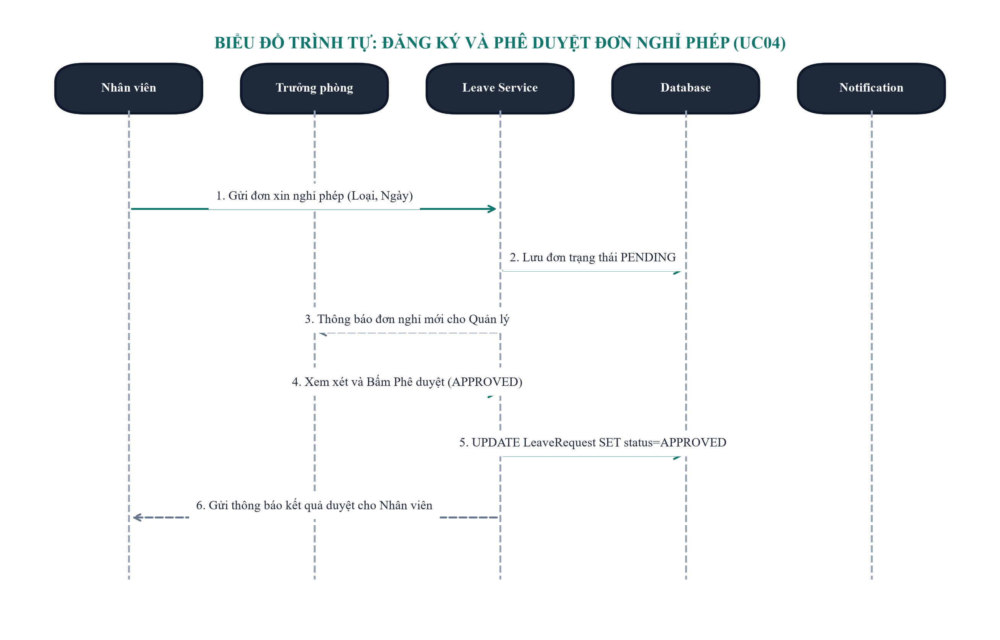 BIỂU ĐỒ TRÌNH TỰ: ĐĂNG KÝ VÀ PHÊ DUYỆT ĐƠN NGHỈ PHÉP (UC04)
Nhân viên
Trưởng phòng
Leave Service
Database
Notification
1. Gửi đơn xin nghỉ phép (Loại, Ngày)
2. Lưu đơn trạng thái PENDING
3. Thông báo đơn nghỉ mới cho Quản lý
4. Xem xét và Bấm Phê duyệt (APPROVED)
5. UPDATE LeaveRequest SET status=APPROVED
6. Gửi thông báo kết quả duyệt cho Nhân viên